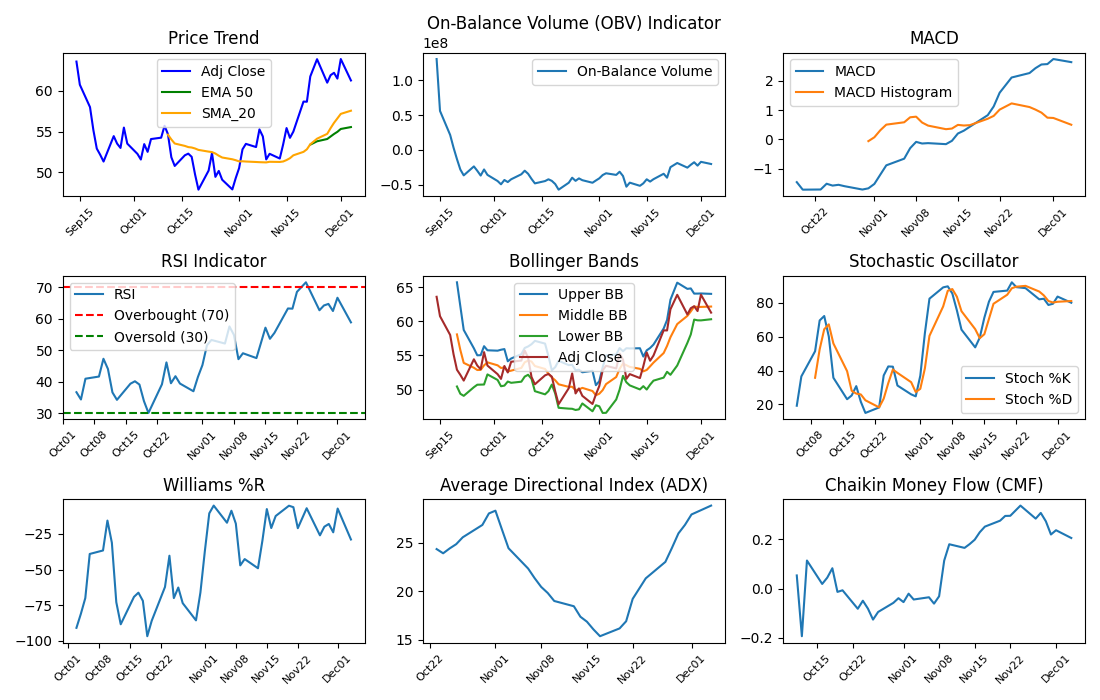 Price Trend
60
55
50
Adj Close
EMA 50
SMA_20
Sep15
Oct01
Oct15
Nov01
Nov15
Dec01
On-Balance Volume (OBV) Indicator
1e8
1.0
0.5
0.0
−0.5
On-Balance Volume
Sep15
Oct01
Oct15
Nov01
Nov15
Dec01
MACD
2
1
0
−1
MACD
MACD Histogram
Oct22
Nov01
Nov08
Nov15
Nov22
Dec01
RSI Indicator
70
60
50
40
30
RSI
Overbought (70)
Oversold (30)
Oct01
Oct08
Oct15
Oct22
Nov01
Nov08
Nov15
Nov22
Dec01
Bollinger Bands
65
60
55
50
Upper BB
Middle BB
Lower BB
Adj Close
Sep15
Oct01
Oct15
Nov01
Nov15
Dec01
Stochastic Oscillator
80
60
40
20
Stoch %K
Stoch %D
Oct08
Oct15
Oct22
Nov01
Nov08
Nov15
Nov22
Dec01
Williams %R
−25
−50
−75
−100
Oct01
Oct08
Oct15
Oct22
Nov01
Nov08
Nov15
Nov22
Dec01
Average Directional Index (ADX)
25
20
15
Oct22
Nov01
Nov08
Nov15
Nov22
Dec01
Chaikin Money Flow (CMF)
0.2
0.0
−0.2
Oct15
Oct22
Nov01
Nov08
Nov15
Nov22
Dec01